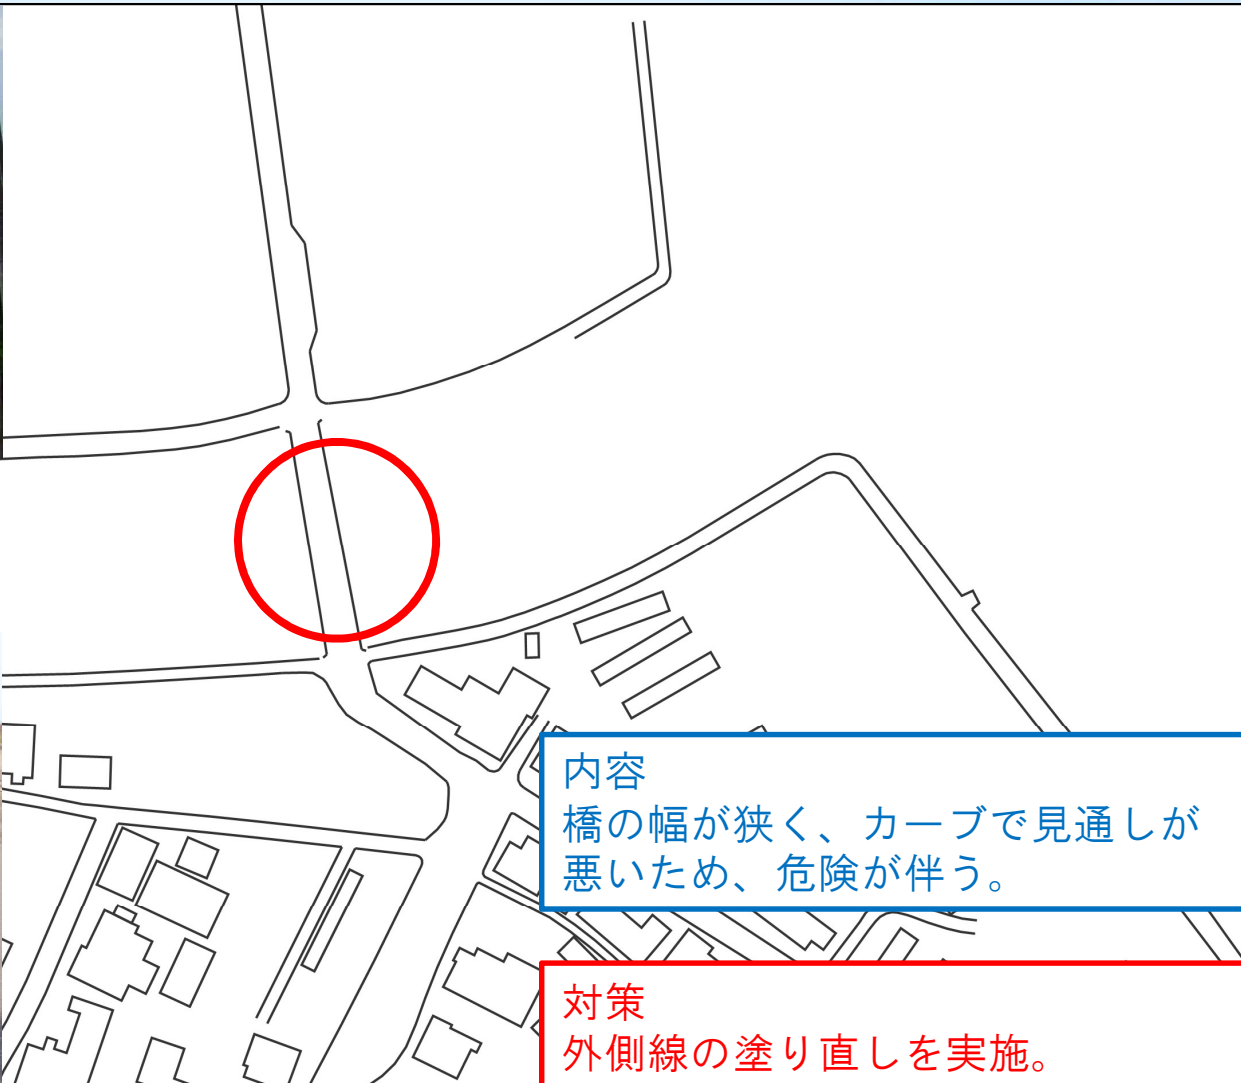 内容
橋の幅が狭く、カーブで見通しが
悪いため、危険が伴う。
対策
外側線の塗り直しを実施。